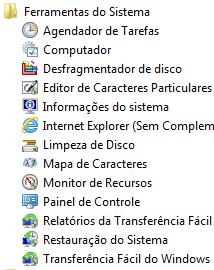 Ferramentas do Sistema
Agendador de Tarefas
Computador
Desfragmentador de disco
Editor de Caracteres Particulares
Informações do sistema
Internet Explorer (Sem Complem
Limpeza de Disco
Mapa de Caracteres
Monitor de Recursos
Painel de Controle
Relatórios da Transferência Fácil
Restauração do Sistema
Transferência Fácil do Windows